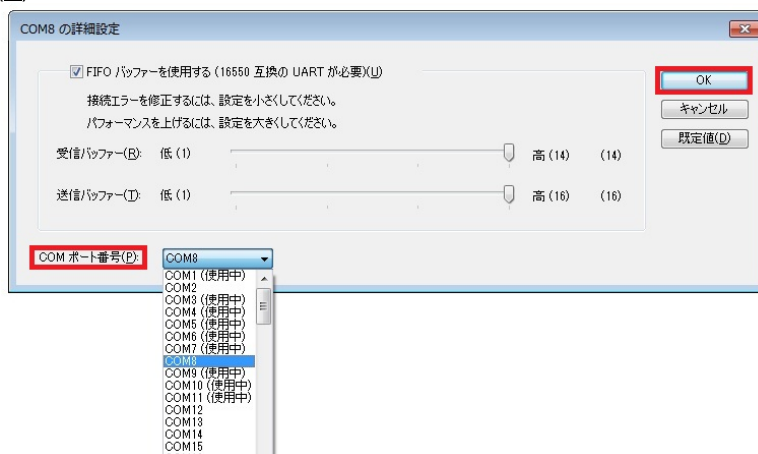 COM8 の詳細設定
FIFO バッファーを使用する (16550 互換の UART が必要)(U)
接続エラーを修正するには、設定を小さくしてください。
パフォーマンスを上げるには、設定を大きくしてください。
受信バッファー(R): 低 (1) 高 (14) (14)
送信バッファー(T): 低 (1) 高 (16) (16)
OK
キャンセル
既定値(D)
COM ポート番号(P): COM8
COM1 (使用中)
COM2
COM3 (使用中)
COM4 (使用中)
COM5 (使用中)
COM6 (使用中)
COM7 (使用中)
COM8
COM9 (使用中)
COM10 (使用中)
COM11 (使用中)
COM12
COM13
COM14
COM15